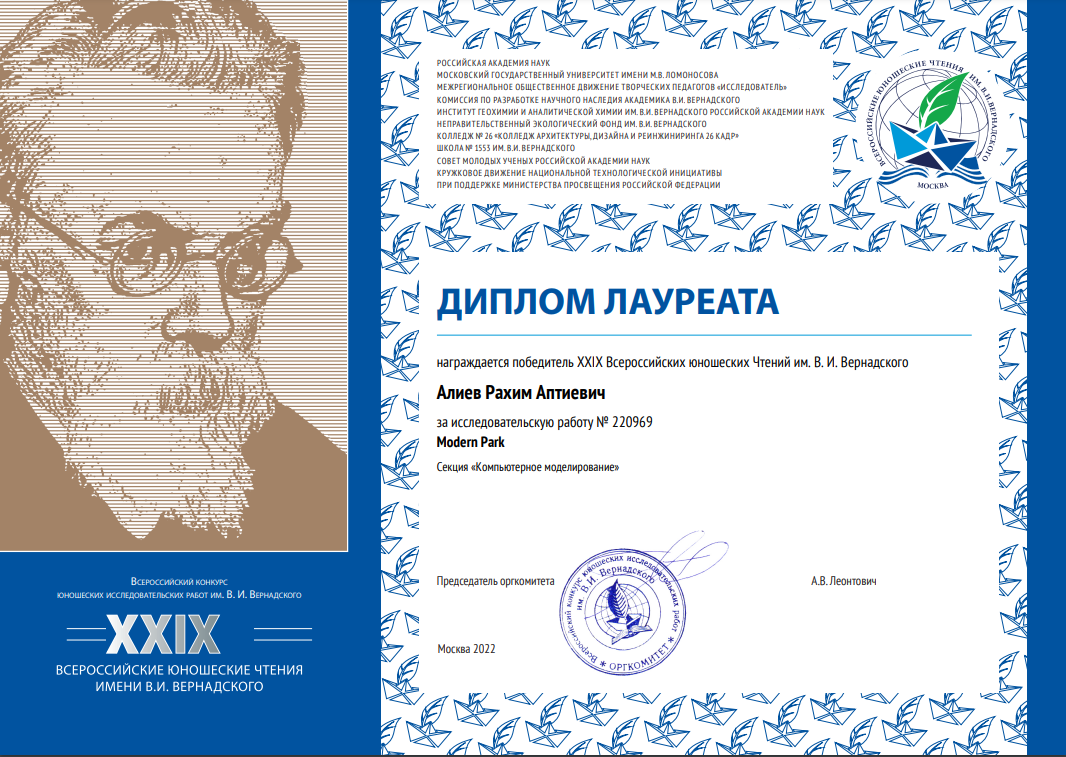 РОССИЙСКАЯ АКАДЕМИЯ НАУК
МОСКОВСКИЙ ГОСУДАРСТВЕННЫЙ УНИВЕРСИТЕТ ИМЕНИ М.В. ЛОМОНОСОВА
МЕЖРЕГИОНАЛЬНОЕ ОБЩЕСТВЕННОЕ ДВИЖЕНИЕ ТВОРЧЕСКИХ ПЕДАГОГОВ «ИССЛЕДОВАТЕЛЬ»
КОМИССИЯ ПО РАЗРАБОТКЕ НАУЧНОГО НАСЛЕДИЯ АКАДЕМИКА В.И. ВЕРНАДСКОГО
ИНСТИТУТ ГЕОХИМИИ И АНАЛИТИЧЕСКОЙ ХИМИИ ИМ. В.И. ВЕРНАДСКОГО РОССИЙСКОЙ АКАДЕМИИ НАУК
НЕПРАВИТЕЛЬСТВЕННЫЙ ЭКОЛОГИЧЕСКИЙ ФОНД ИМ. В.И. ВЕРНАДСКОГО
КОЛЛЕДЖ № 26 «КОЛЛЕДЖ АРХИТЕКТУРЫ, ДИЗАЙНА И РЕИНЖИНИРИНГА 26 КАДР»
ШКОЛА № 1553 ИМ. В.И. ВЕРНАДСКОГО
СОВЕТ МОЛОДЫХ УЧЕНЫХ РОССИЙСКОЙ АКАДЕМИИ НАУК
КРУЖКОВОЕ ДВИЖЕНИЕ НАЦИОНАЛЬНОЙ ТЕХНОЛОГИЧЕСКОЙ ИНИЦИАТИВЫ
ПРИ ПОДДЕРЖКЕ МИНИСТЕРСТВА ПРОСВЕЩЕНИЯ РОССИЙСКОЙ ФЕДЕРАЦИИ
ВСЕРОССИЙСКИЕ ЮНОШЕСКИЕ ЧТЕНИЯ ИМ. В.И. ВЕРНАДСКОГО
МОСКВА
ДИПЛОМ ЛАУРЕАТА
награждается победитель XXIX Всероссийских юношеских Чтений им. В. И. Вернадского
Алиев Рахим Аптиевич
за исследовательскую работу № 220969
Modern Park
Секция «Компьютерное моделирование»
Председатель оргкомитета
А.В. Леонтович
Всероссийский конкурс юношеских исследовательских работ
им. В.И. Вернадского
* ОРГКОМИТЕТ *
Москва 2022
Всероссийский конкурс
юношеских исследовательских работ им. В. И. Вернадского
XXIX
ВСЕРОССИЙСКИЕ ЮНОШЕСКИЕ ЧТЕНИЯ
ИМЕНИ В.И. ВЕРНАДСКОГО